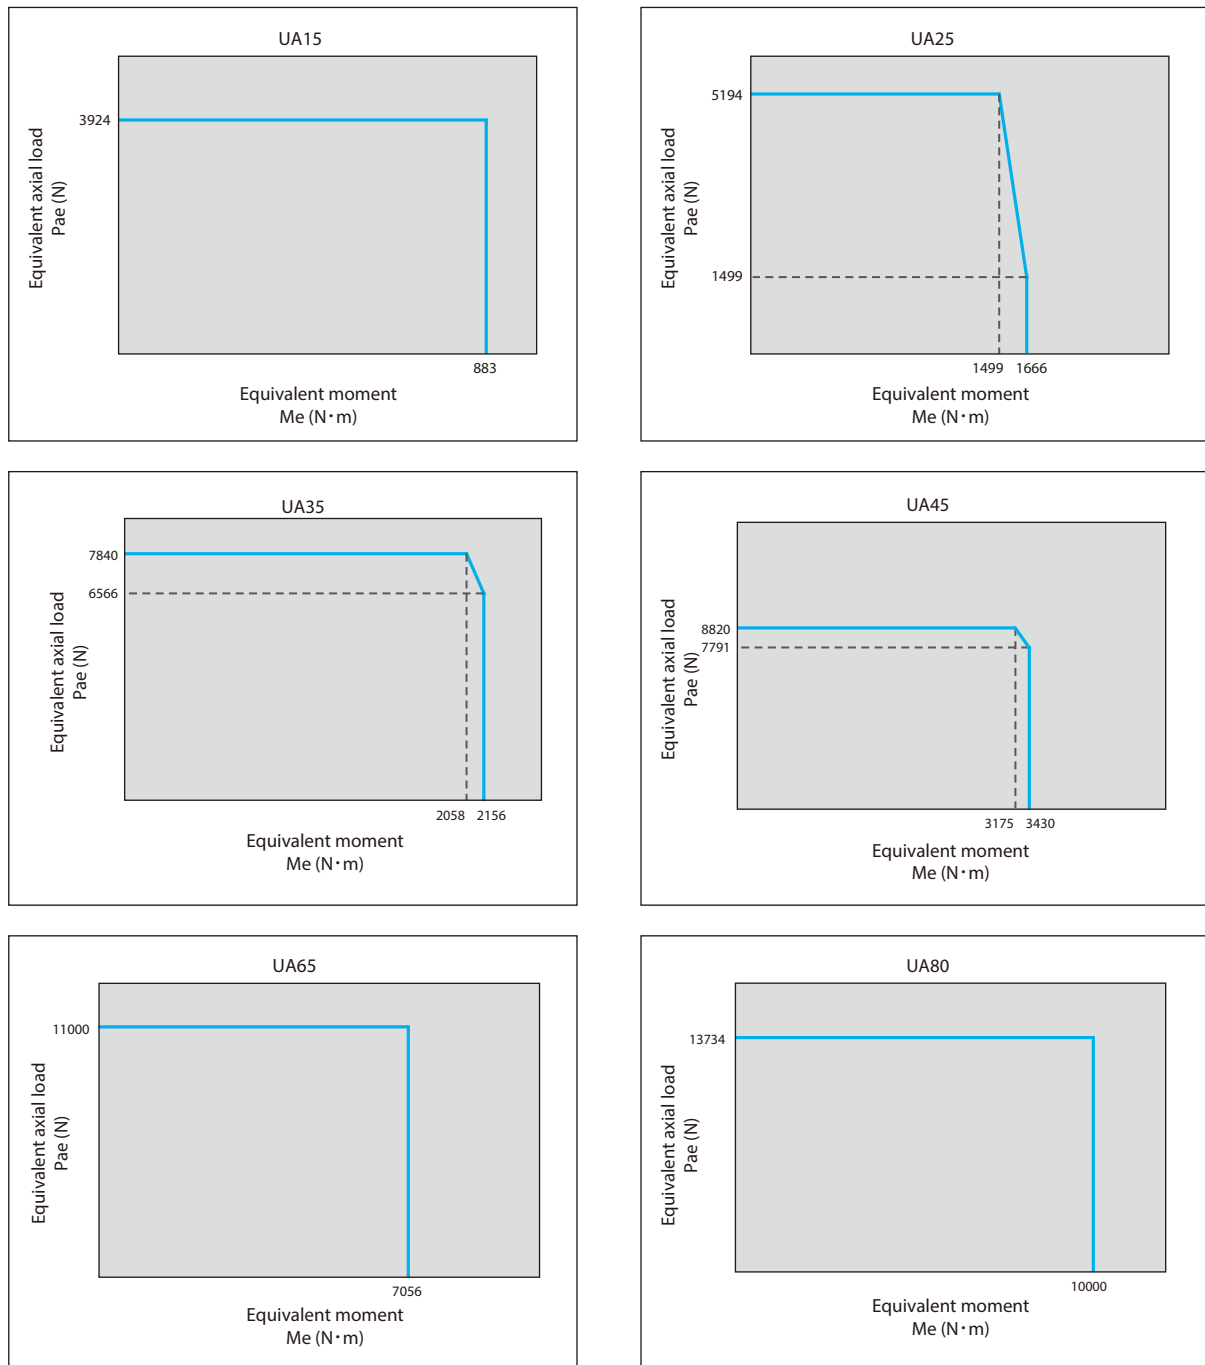 UA15
Equivalent axial load
Pae (N)
3924
883
Equivalent moment
Me (N･m)
UA25
Equivalent axial load
Pae (N)
5194
1499
1499 1666
Equivalent moment
Me (N･m)
UA35
Equivalent axial load
Pae (N)
7840
6566
2058 2156
Equivalent moment
Me (N･m)
UA45
Equivalent axial load
Pae (N)
8820
7791
3175 3430
Equivalent moment
Me (N･m)
UA65
Equivalent axial load
Pae (N)
11000
7056
Equivalent moment
Me (N･m)
UA80
Equivalent axial load
Pae (N)
13734
10000
Equivalent moment
Me (N･m)